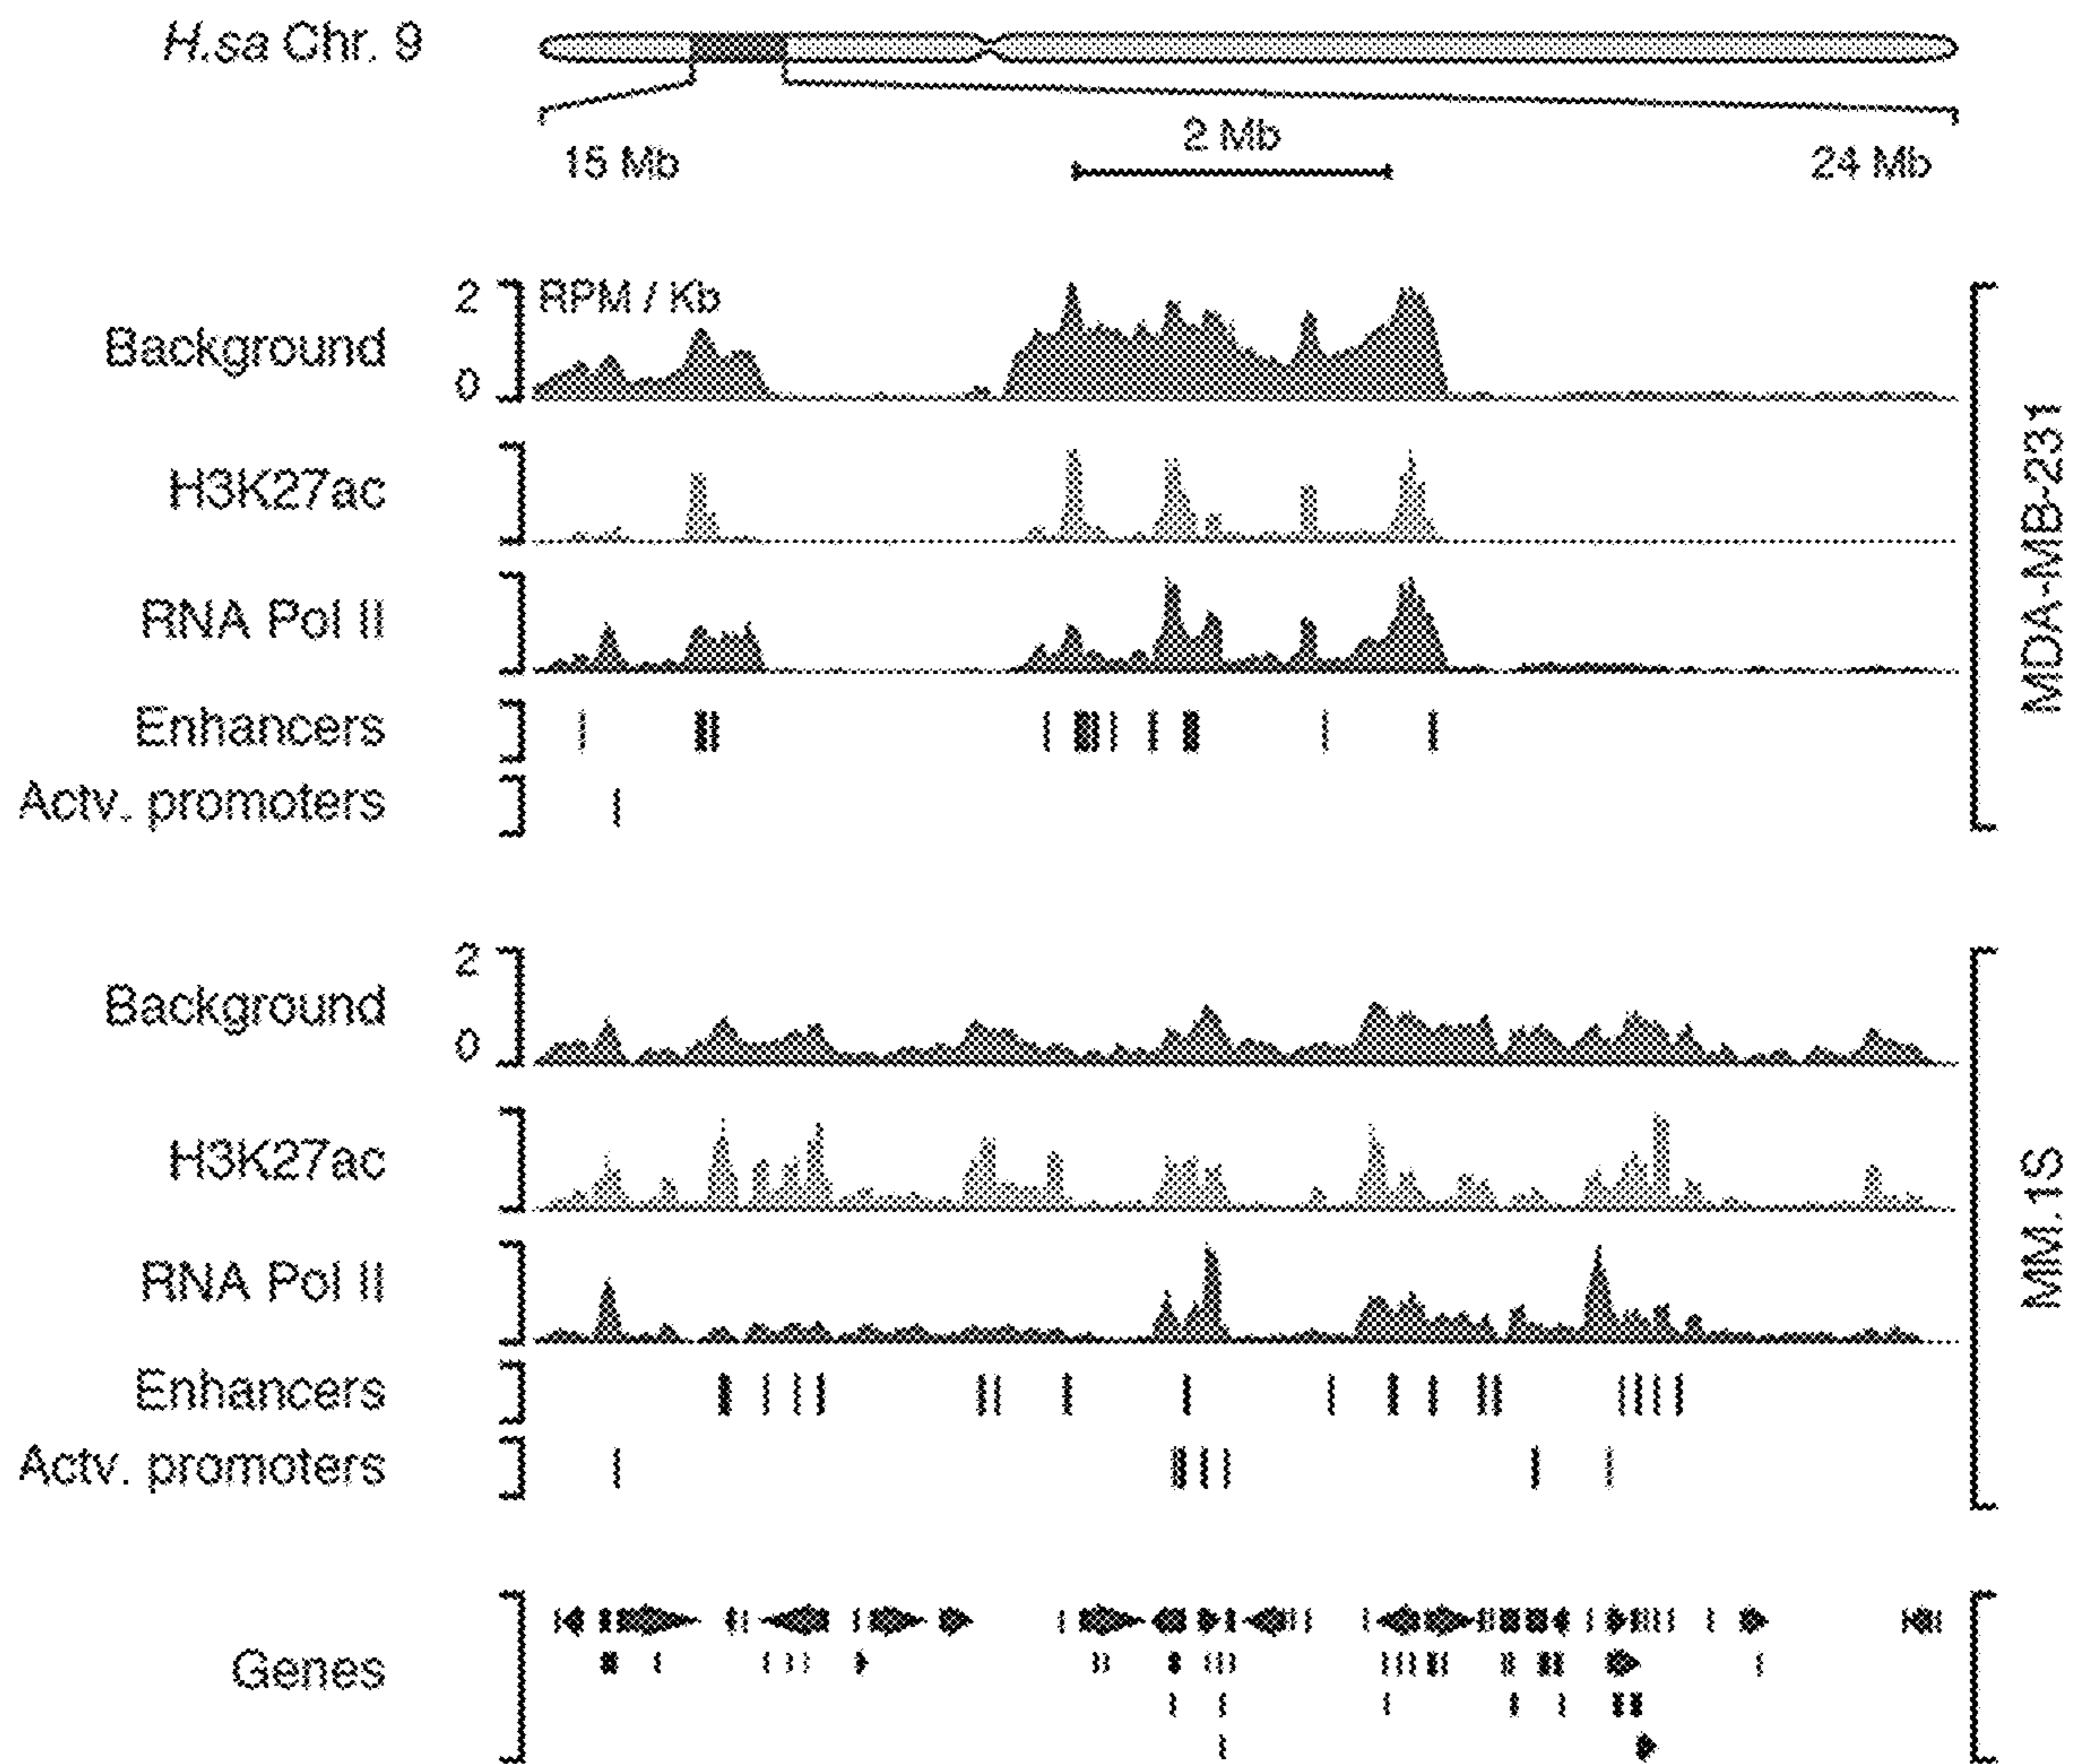 H.sa Chr. 9
2 Mb
15 Mb
24 Mb
2
RPM / Kb
Background
0
H3K27ac
RNA Pol II
Enhancers
Actv. promoters
MDA-MB-231
2
Background
0
H3K27ac
RNA Pol II
Enhancers
Actv. promoters
MM.1S
Genes